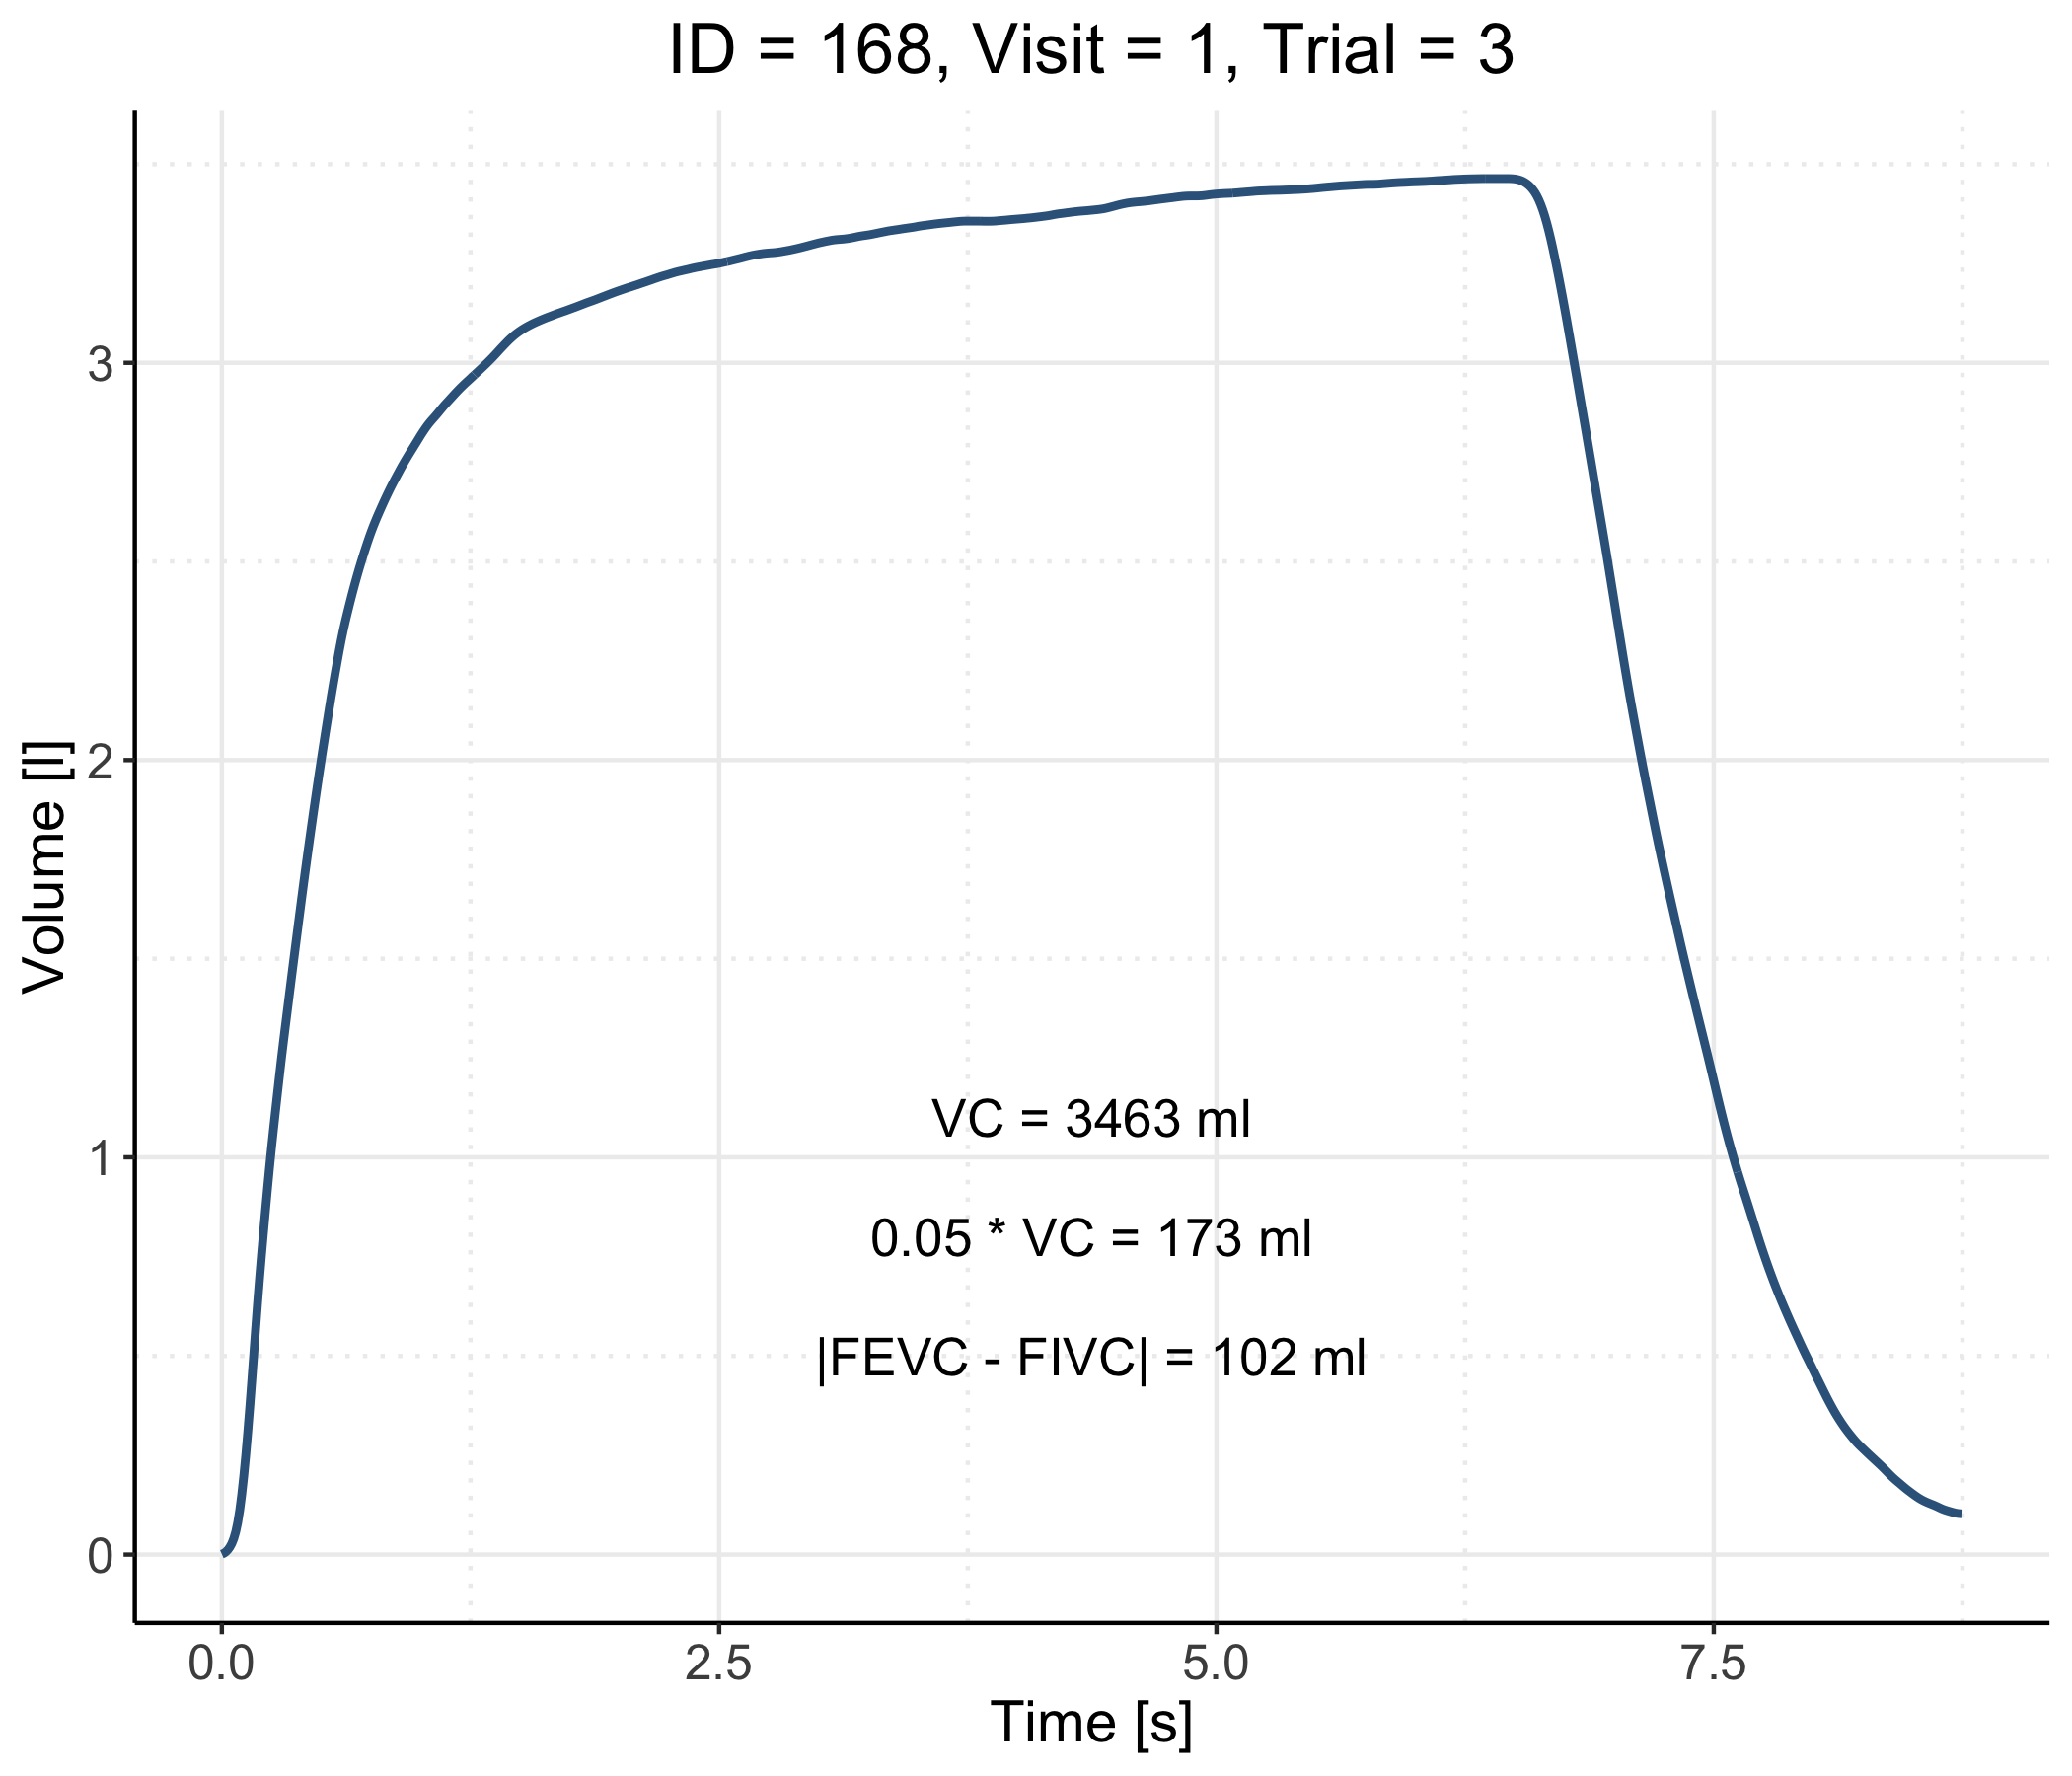 ID = 168, Visit = 1, Trial = 3
Volume [l]
3
2
1
0
VC = 3463 ml
0.05 * VC = 173 ml
|FEVC - FIVC| = 102 ml
0.0 2.5 5.0 7.5
Time [s]